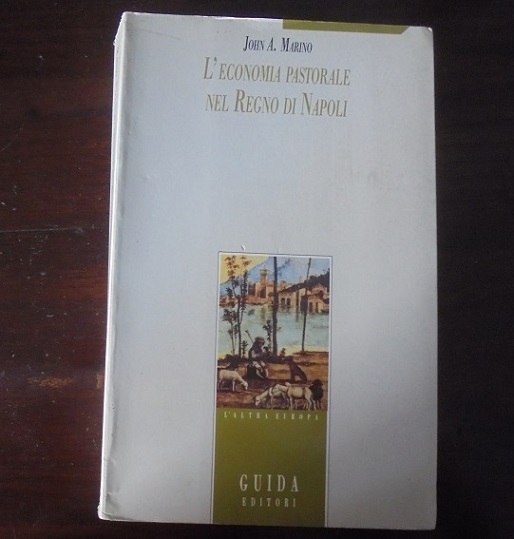 John A. Marino
L'economia pastorale
nel Regno di Napoli
L'ALTRA EUROPA
GUIDA
EDITORI